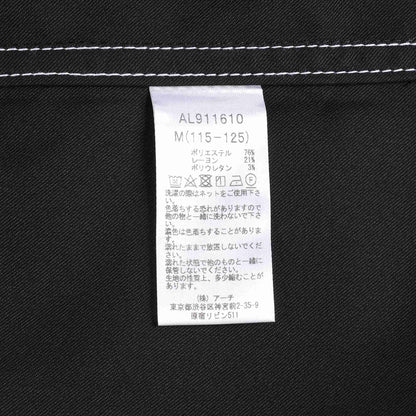 AL911610
M(115-125)
ポリエステル 76%
レーヨン 21%
ポリウレタン 3%
洗濯の際はネットをご使用下さい。
色落ちする恐れがありますので
他の物と一緒に洗わないで下さい。
濃色は色落ちすることがあります。
濡れたままで放置しないでください。
濡れた状態で他のものと一緒に
保管しないでください。
生地の性質上、多少縮むことが
あります。
(株) アーチ
東京都渋谷区神宮前2-35-9
原宿リビン511